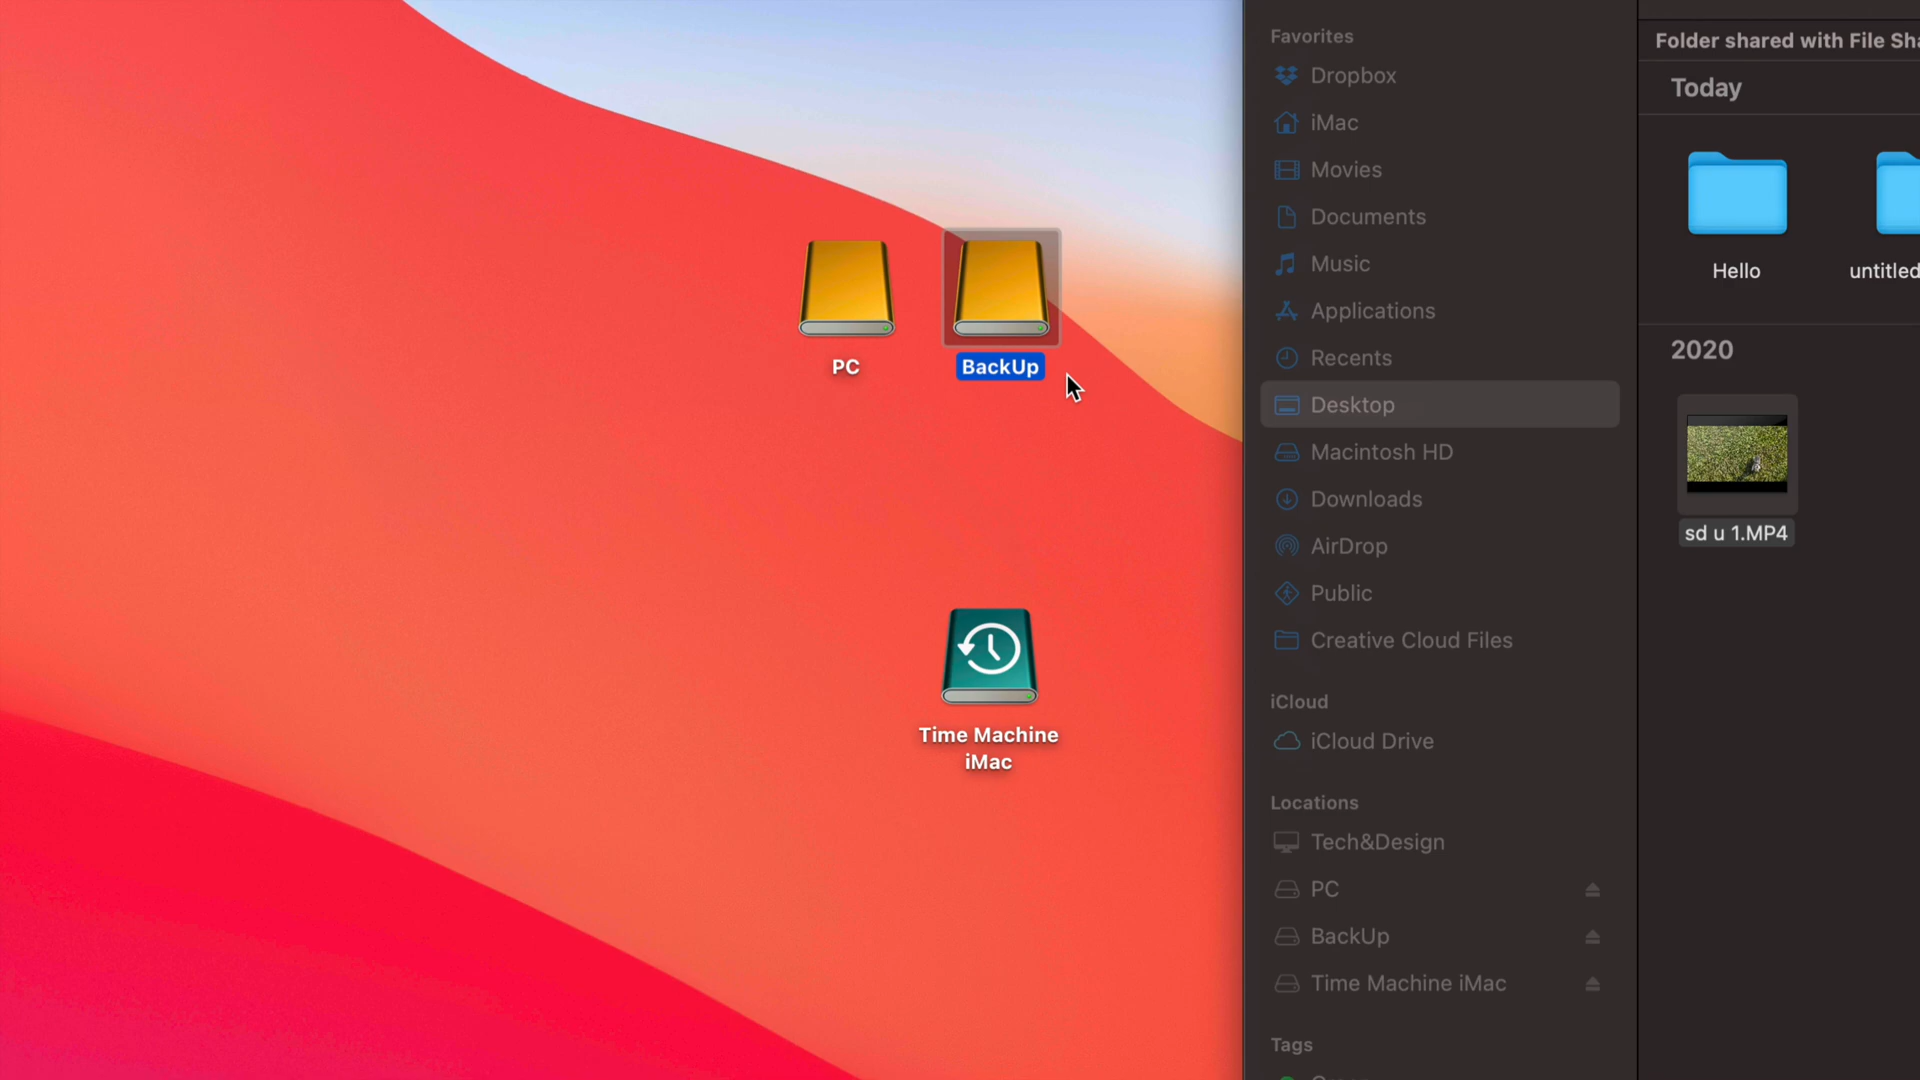 PC
BackUp
Time Machine
iMac
Favorites
Dropbox
iMac
Movies
Documents
Music
Applications
Recents
Desktop
Macintosh HD
Downloads
AirDrop
Public
Creative Cloud Files
iCloud
iCloud Drive
Locations
Tech&Design
PC
BackUp
Time Machine iMac
Tags
Folder shared with File Sha
Today
Hello
untitled
2020
sd u 1.MP4